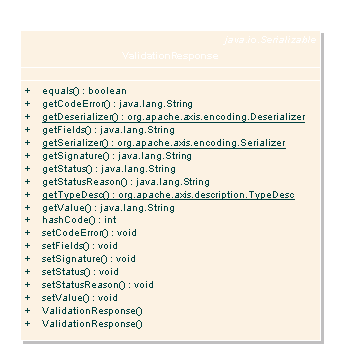 java.io.Serializable
ValidationResponse
+ equals() : boolean
+ getCodeError() : java.lang.String
+ getDeserializer() : org.apache.axis.encoding.Deserializer
+ getFields() : java.lang.String
+ getSerializer() : org.apache.axis.encoding.Serializer
+ getSignature() : java.lang.String
+ getStatus() : java.lang.String
+ getStatusReason() : java.lang.String
+ getTypeDesc() : org.apache.axis.description.TypeDesc
+ getValue() : java.lang.String
+ hashCode() : int
+ setCodeError() : void
+ setFields() : void
+ setSignature() : void
+ setStatus() : void
+ setStatusReason() : void
+ setValue() : void
+ ValidationResponse()
+ ValidationResponse()